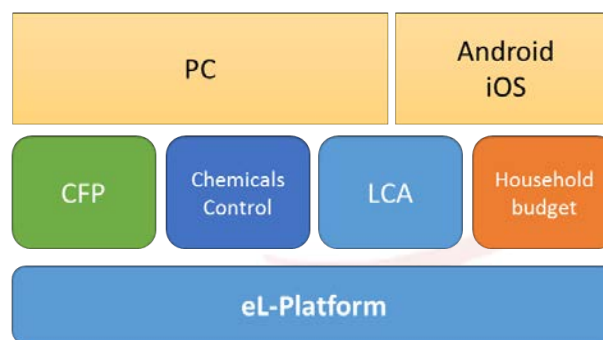 PC
Android
iOS
CFP
Chemicals
Control
LCA
Household
budget
eL-Platform